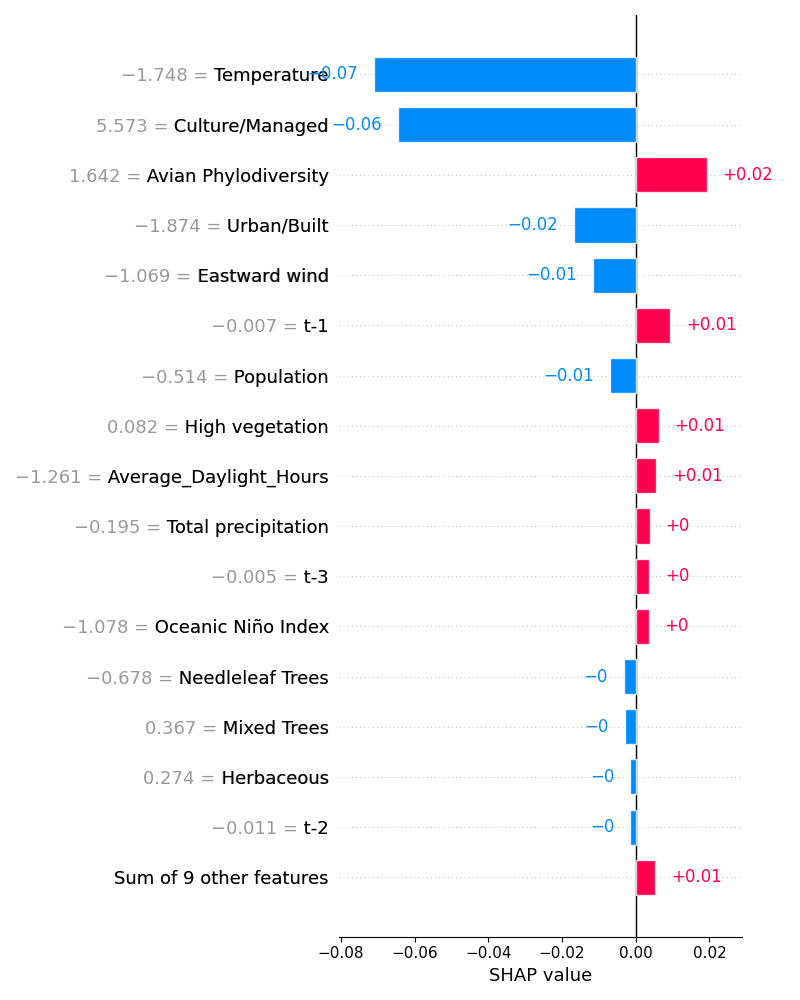 −1.748 = Temperature −0.07
5.573 = Culture/Managed −0.06
1.642 = Avian Phylodiversity +0.02
−1.874 = Urban/Built −0.02
−1.069 = Eastward wind −0.01
−0.007 = t-1 +0.01
−0.514 = Population −0.01
0.082 = High vegetation +0.01
−1.261 = Average_Daylight_Hours +0.01
−0.195 = Total precipitation +0
−0.005 = t-3 +0
−1.078 = Oceanic Niño Index +0
−0.678 = Needleleaf Trees −0
0.367 = Mixed Trees −0
0.274 = Herbaceous −0
−0.011 = t-2 −0
Sum of 9 other features +0.01
−0.08 −0.06 −0.04 −0.02 0.00 0.02
SHAP value